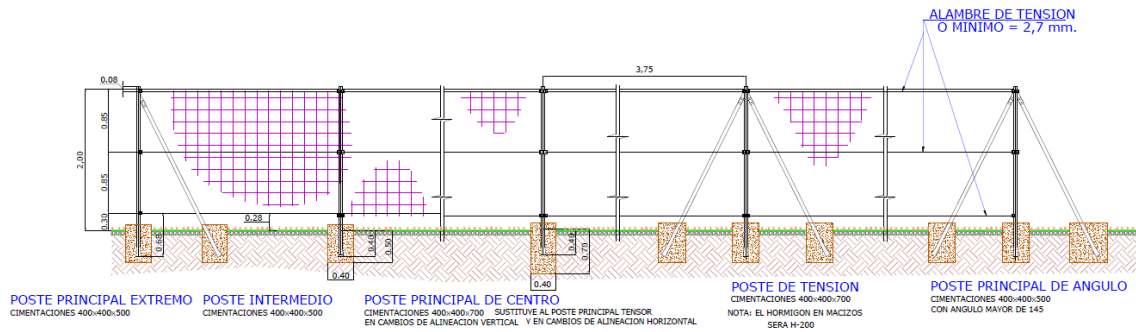 ALAMBRE DE TENSION
O MINIMO = 2,7 mm.
3,75
0.08
0.85
2,00
0.85
0.30
0.28
0.60
0.40
0.50
0.40
0.40
0.70
0.40
POSTE PRINCIPAL EXTREMO
CIMENTACIONES 400x400x500
POSTE INTERMEDIO
CIMENTACIONES 400x400x500
POSTE PRINCIPAL DE CENTRO
CIMENTACIONES 400x400x700 SUSTITUYE AL POSTE PRINCIPAL TENSOR
EN CAMBIOS DE ALINEACION VERTICAL Y EN CAMBIOS DE ALINEACION HORIZONTAL
POSTE DE TENSION
CIMENTACIONES 400x400x700
NOTA: EL HORMIGON EN MACIZOS
SERA H-200
POSTE PRINCIPAL DE ANGULO
CIMENTACIONES 400x400x500
CON ANGULO MAYOR DE 145